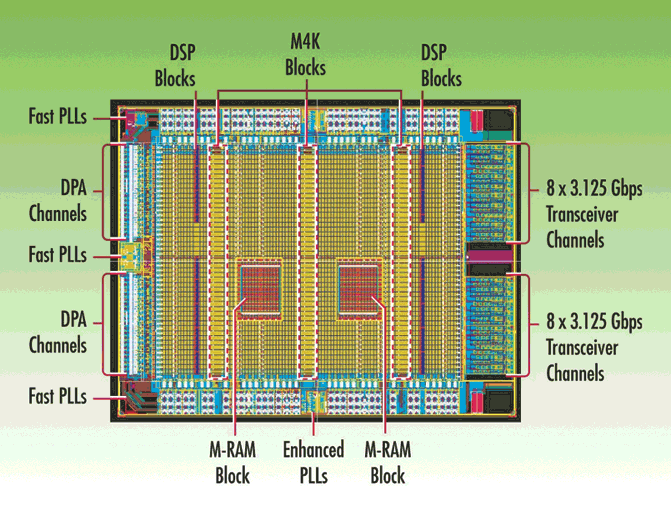 DSP
Blocks
M4K
Blocks
DSP
Blocks
Fast PLLs
DPA
Channels
Fast PLLs
DPA
Channels
Fast PLLs
8 x 3.125 Gbps
Transceiver
Channels
8 x 3.125 Gbps
Transceiver
Channels
M-RAM
Block
Enhanced
PLLs
M-RAM
Block